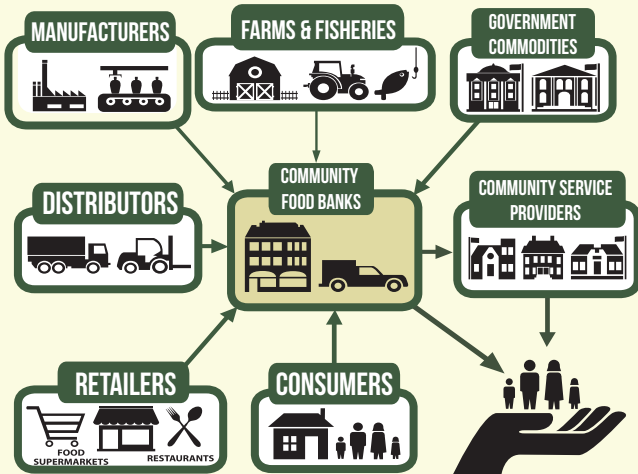 MANUFACTURERS
FARMS & FISHERIES
GOVERNMENT
COMMODITIES
DISTRIBUTORS
COMMUNITY
FOOD BANKS
COMMUNITY SERVICE
PROVIDERS
RETAILERS
FOOD
SUPERMARKETS
RESTAURANTS
CONSUMERS